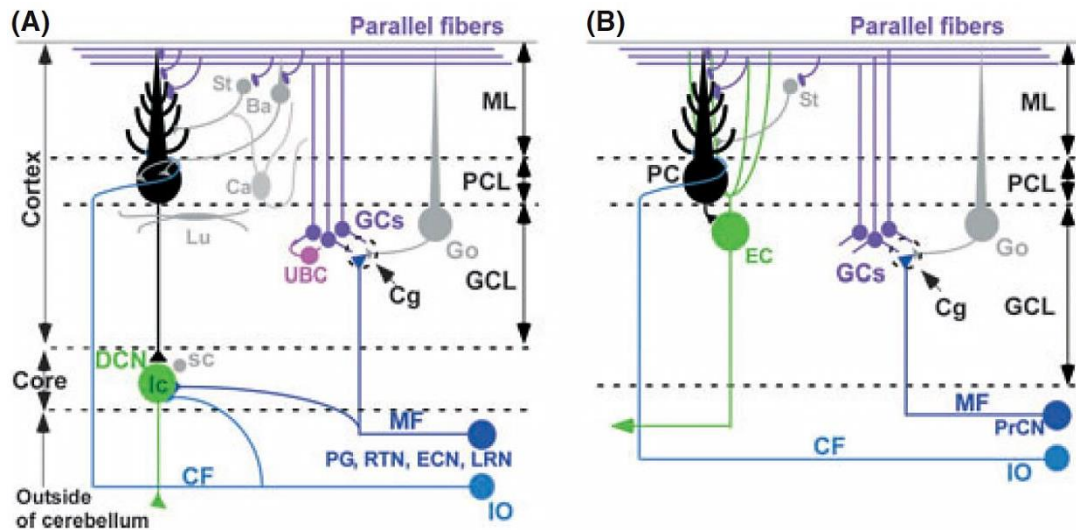 (A)
Parallel fibers
St
Ba
ML
Cortex
PCL
Ca
Lu
GCs
UBC
Go
Cg
GCL
DCN
sc
Core
Ic
MF
PG, RTN, ECN, LRN
CF
IO
Outside
of cerebellum
(B)
Parallel fibers
St
ML
PC
PCL
EC
GCs
Go
Cg
GCL
MF
PrCN
CF
IO